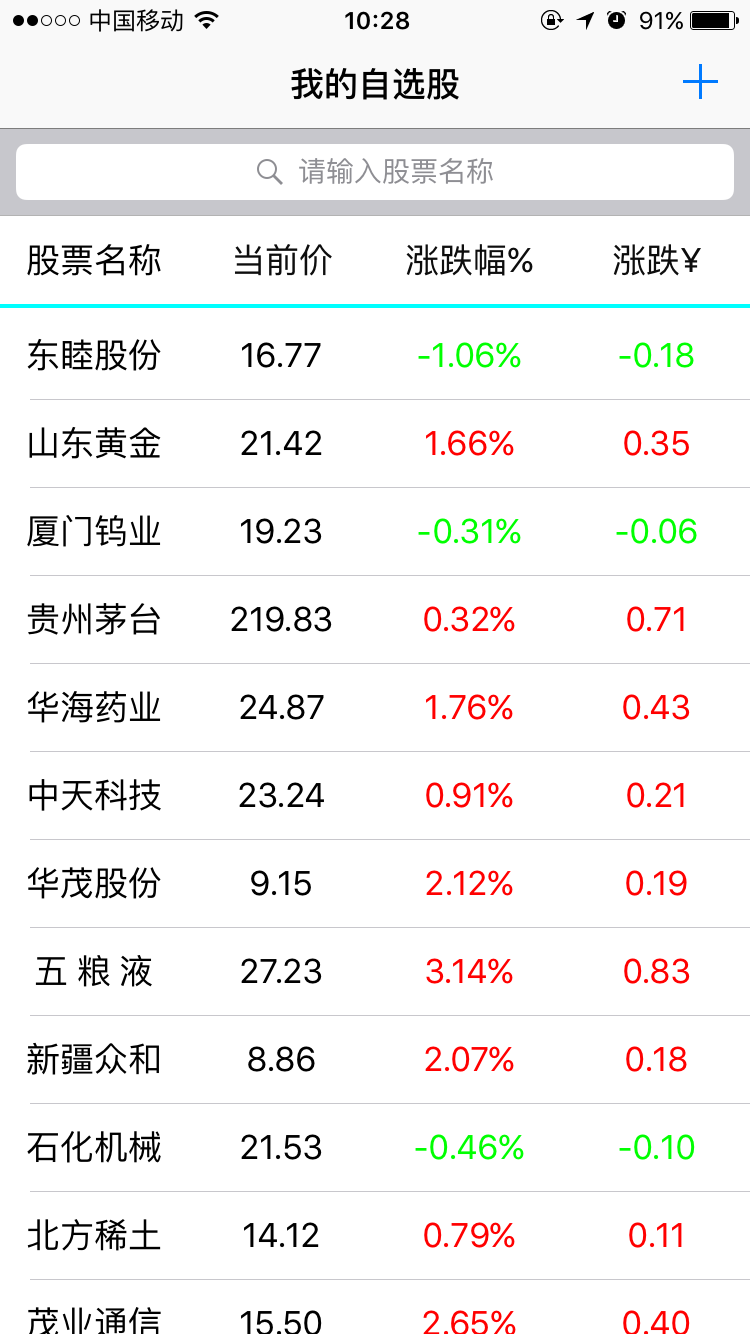 中国移动 10:28 91%
我的自选股
请输入股票名称
股票名称 当前价 涨跌幅% 涨跌¥
东睦股份 16.77 -1.06% -0.18
山东黄金 21.42 1.66% 0.35
厦门钨业 19.23 -0.31% -0.06
贵州茅台 219.83 0.32% 0.71
华海药业 24.87 1.76% 0.43
中天科技 23.24 0.91% 0.21
华茂股份 9.15 2.12% 0.19
五 粮 液 27.23 3.14% 0.83
新疆众和 8.86 2.07% 0.18
石化机械 21.53 -0.46% -0.10
北方稀土 14.12 0.79% 0.11
茂业通信 15.50 2.65% 0.40